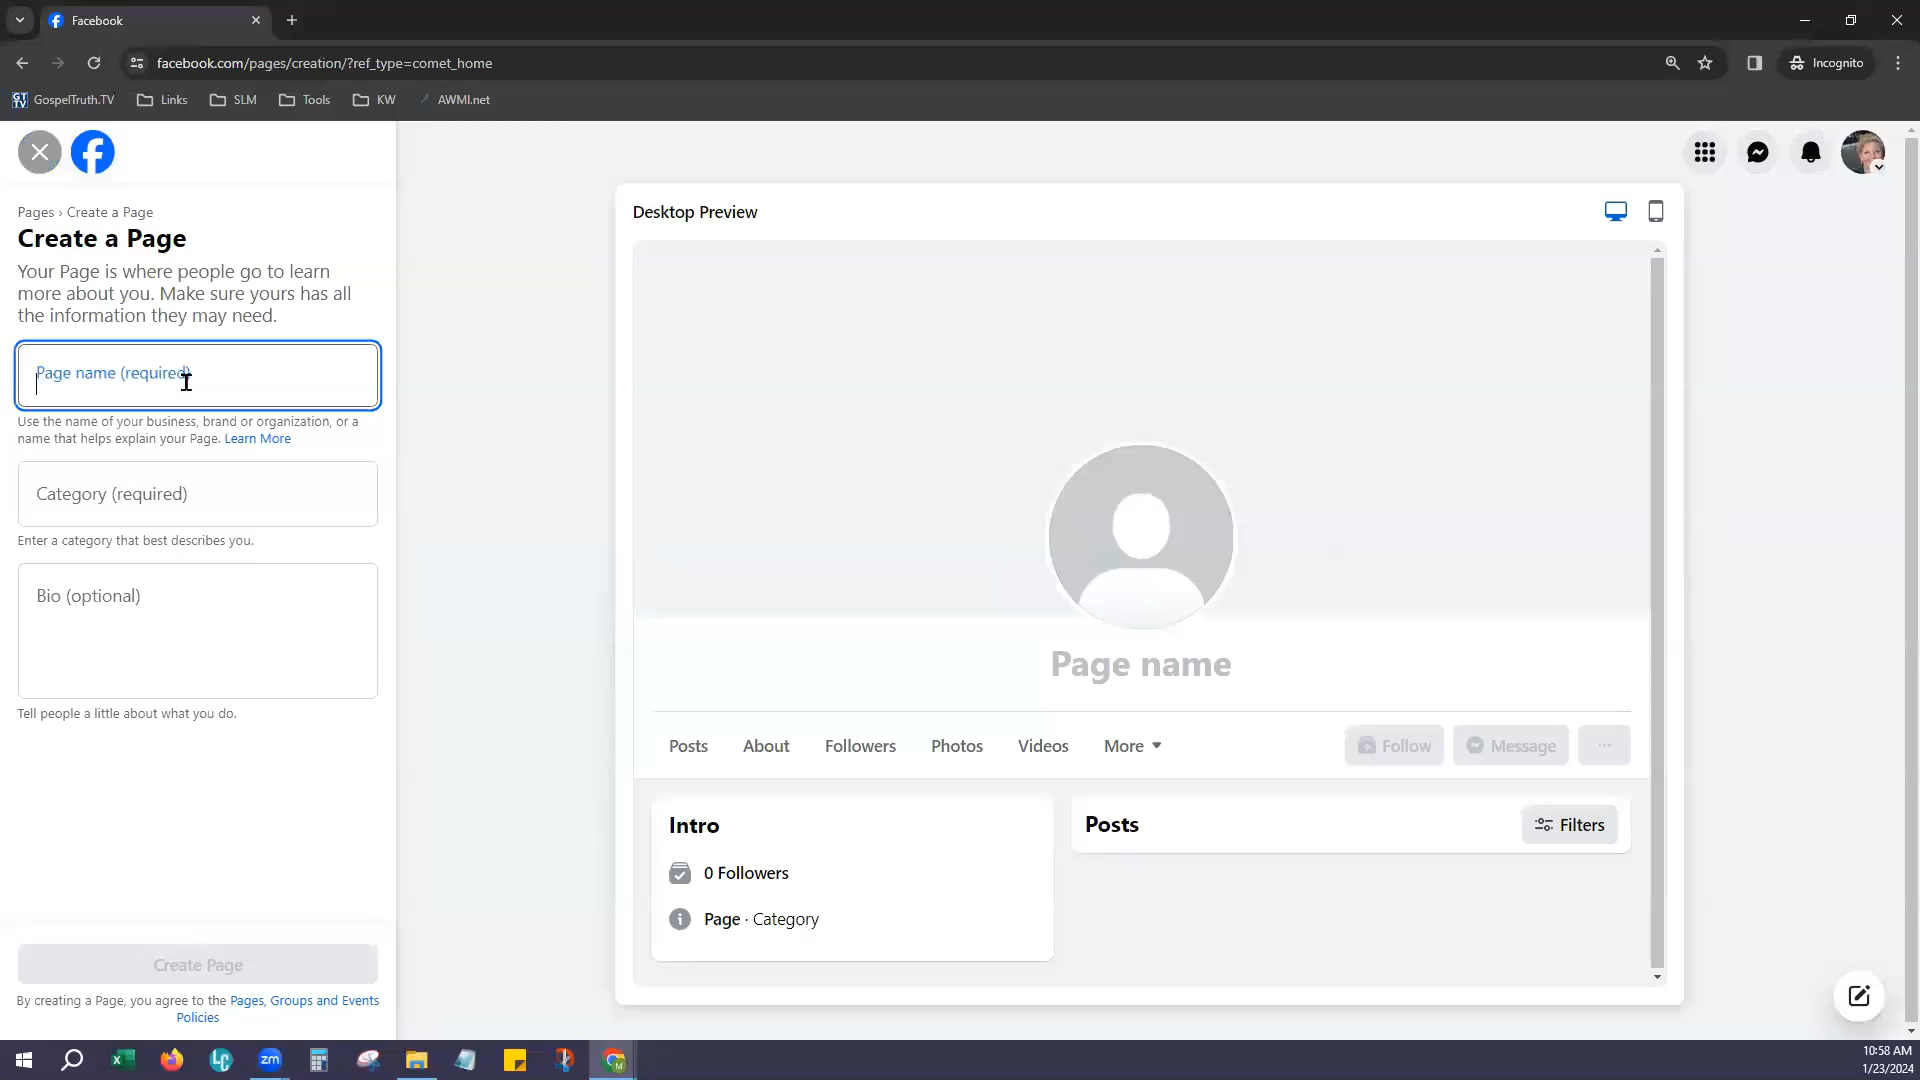 Facebook
facebook.com/pages/creation/?ref_type=comet_home
Incognito
GospelTruth.TV
Links
SLM
Tools
KW
AWMI.net
Pages › Create a Page
Create a Page
Your Page is where people go to learn
more about you. Make sure yours has all
the information they may need.
Page name (required)
Use the name of your business, brand or organization, or a
name that helps explain your Page. Learn More
Category (required)
Enter a category that best describes you.
Bio (optional)
Tell people a little about what you do.
Create Page
By creating a Page, you agree to the Pages, Groups and Events
Policies
Desktop Preview
Page name
Posts
About
Followers
Photos
Videos
More
Follow
Message
Intro
0 Followers
Page · Category
Posts
Filters
10:58 AM
1/23/2024